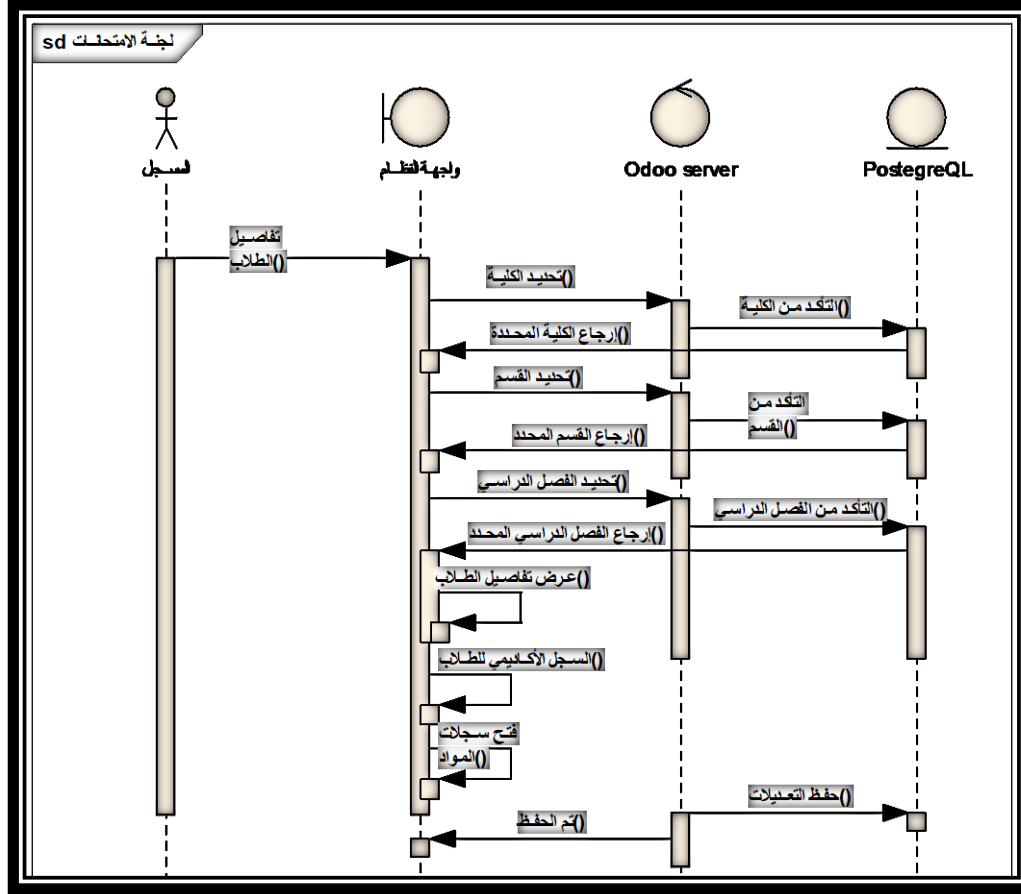 sd لجنة الامتحانات
المسجل
واجهة النظام
Odoo server
PostegreQL
تفاصيل
الطلاب()
تحديد الكلية()
التأكد من الكلية()
إرجاع الكلية المحددة()
تحديد القسم()
التأكد من
القسم()
إرجاع القسم المحدد()
تحديد الفصل الدراسي()
التأكد من الفصل الدراسي()
إرجاع الفصل الدراسي المحدد()
عرض تفاصيل الطلاب()
السجل الأكاديمي للطلاب()
فتح سجلات
المواد()
حفظ التعديلات()
تم الحفظ()